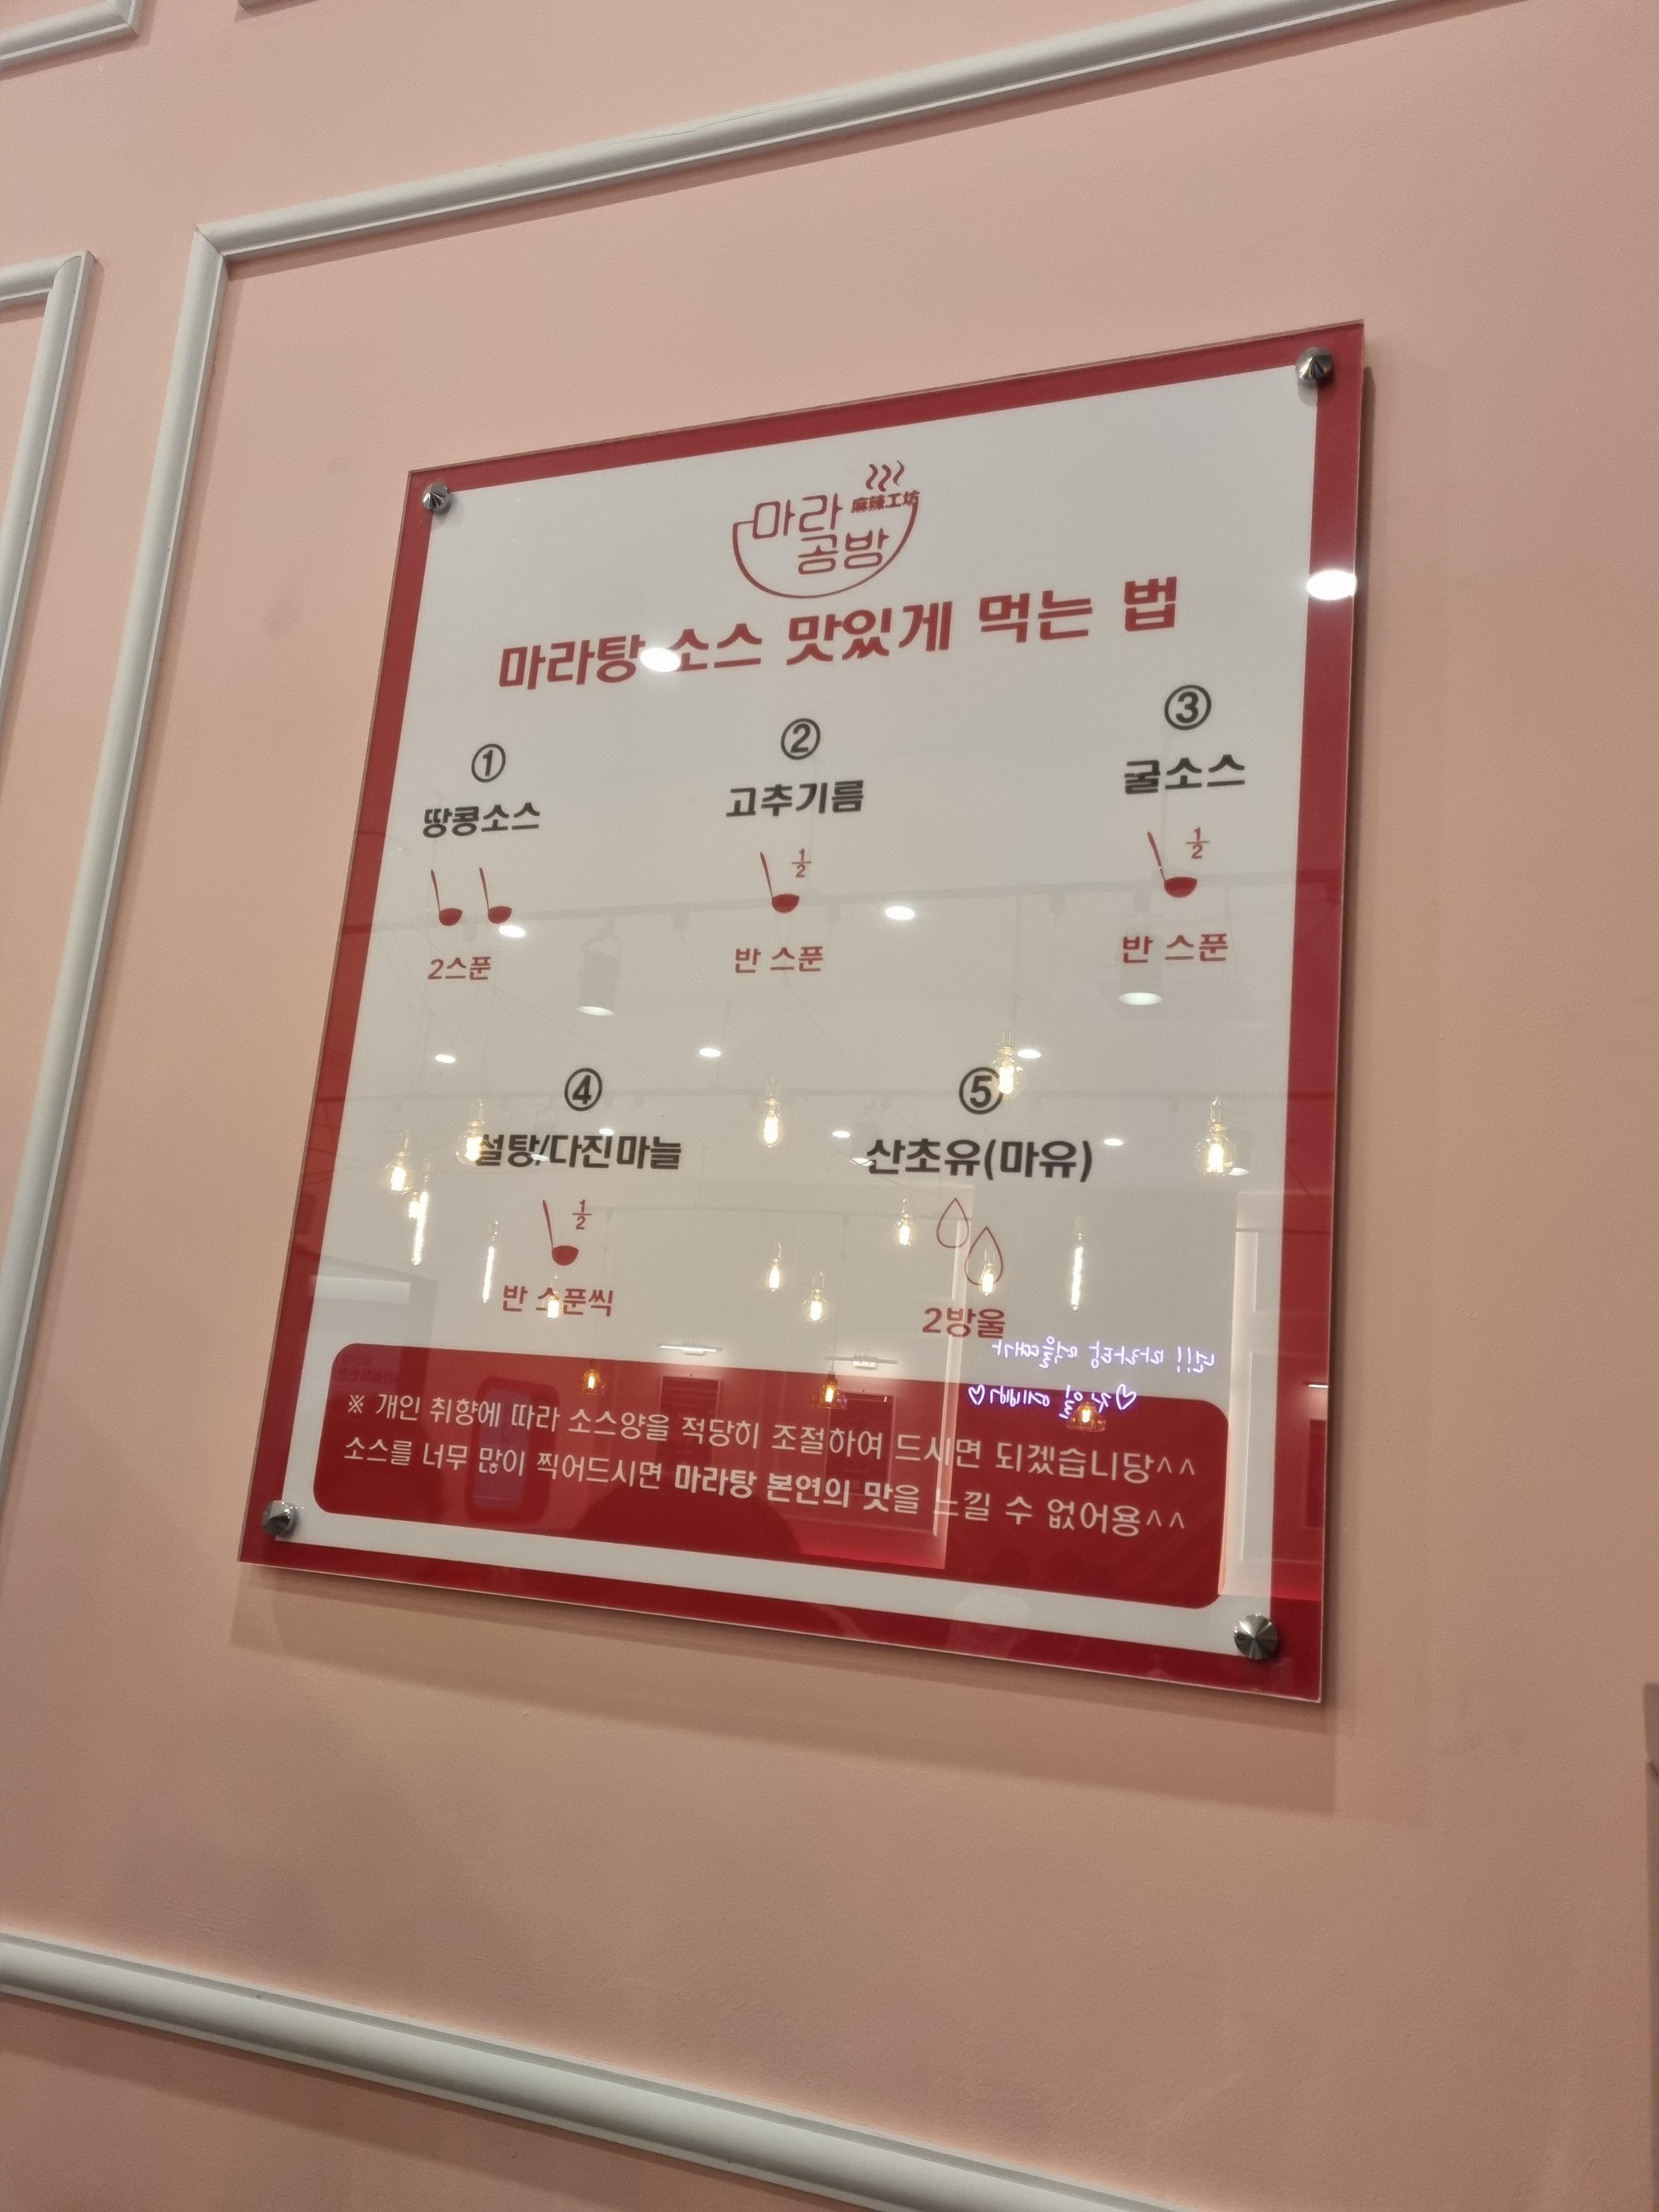 마라 麻辣工坊
공방
마라탕 소스 맛있게 먹는 법
①
땅콩소스
2스푼
②
고추기름
1/2
반 스푼
③
굴소스
1/2
반 스푼
④
설탕/다진마늘
1/2
반 스푼씩
⑤
산초유(마유)
2방울
※ 개인 취향에 따라 소스양을 적당히 조절하여 드시면 되겠습니당^^
소스를 너무 많이 찍어드시면 마라탕 본연의 맛을 느낄 수 없어용^^